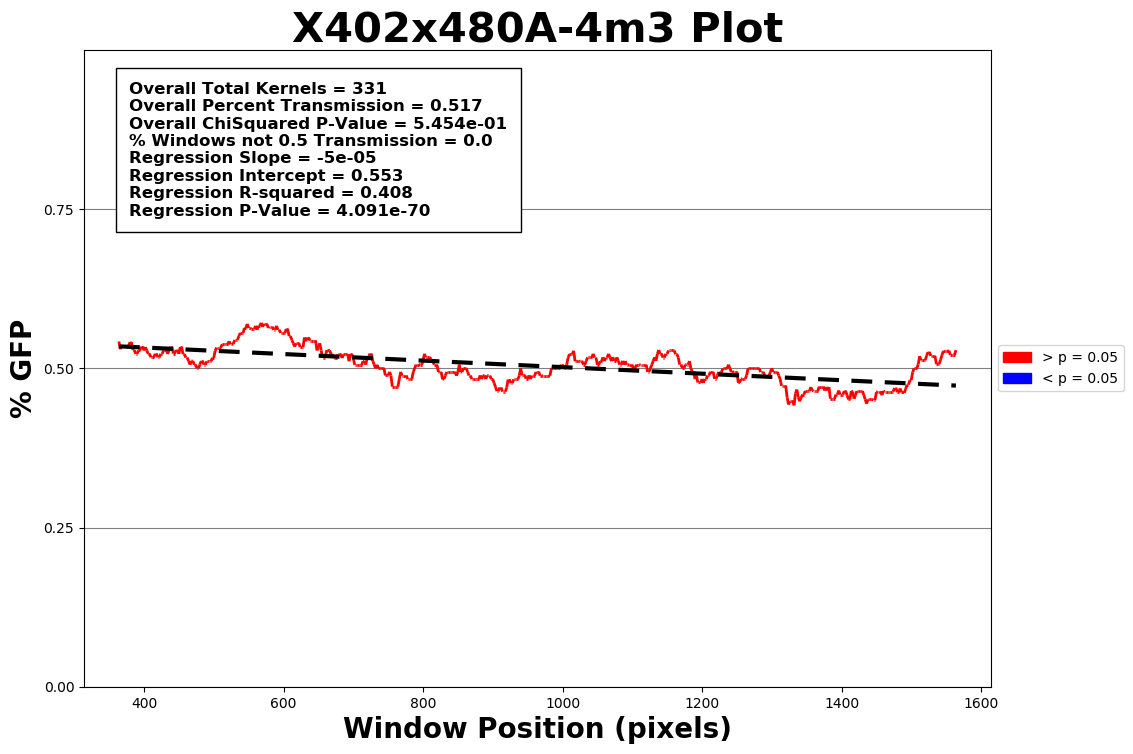 X402x480A-4m3 Plot
Overall Total Kernels = 331
Overall Percent Transmission = 0.517
Overall ChiSquared P-Value = 5.454e-01
% Windows not 0.5 Transmission = 0.0
Regression Slope = -5e-05
Regression Intercept = 0.553
Regression R-squared = 0.408
Regression P-Value = 4.091e-70
0.75
0.50
0.25
0.00
% GFP
> p = 0.05
< p = 0.05
400 600 800 1000 1200 1400 1600
Window Position (pixels)